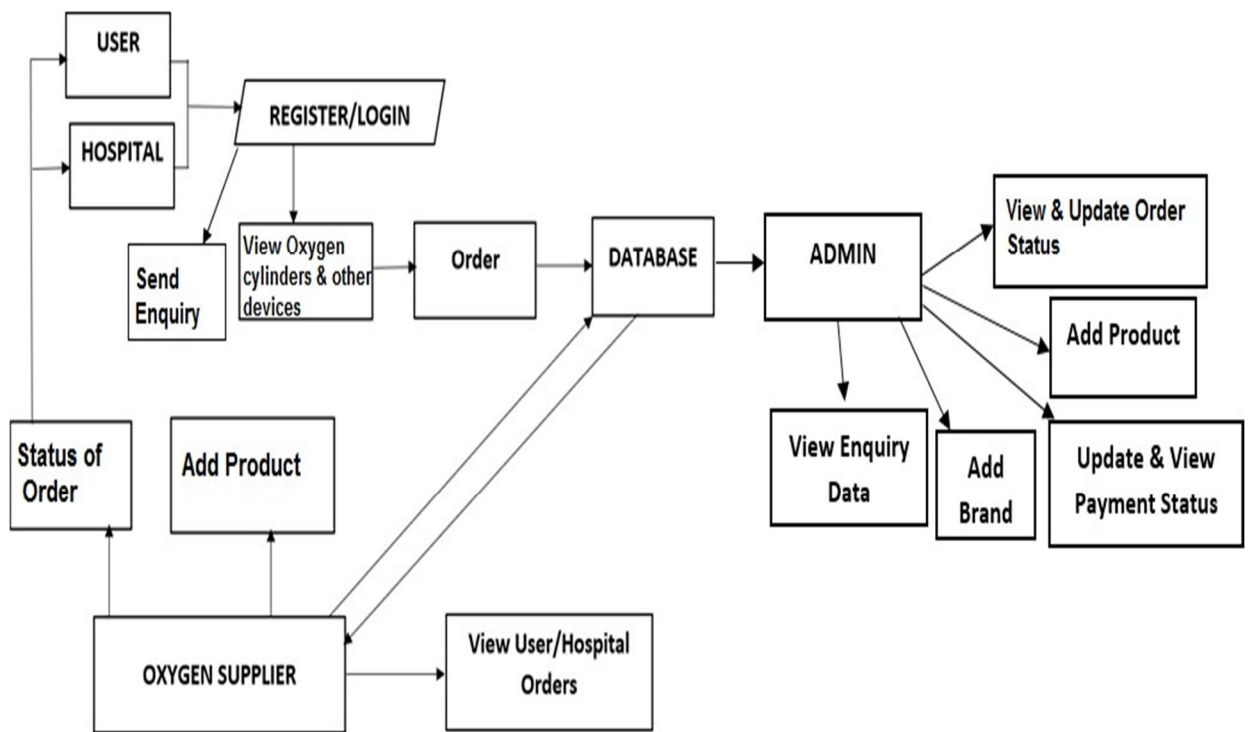 USER
HOSPITAL
REGISTER/LOGIN
Send
Enquiry
View Oxygen
cylinders & other
devices
Order
DATABASE
ADMIN
View & Update Order
Status
Add Product
Update & View
Payment Status
Add
Brand
View Enquiry
Data
Status of
Order
Add Product
OXYGEN SUPPLIER
View User/Hospital
Orders